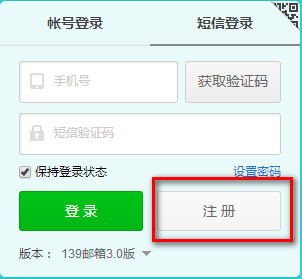 帐号登录 短信登录
手机号 获取验证码
短信验证码
保持登录状态 设置密码
登 录 注 册
版本： 139邮箱3.0版